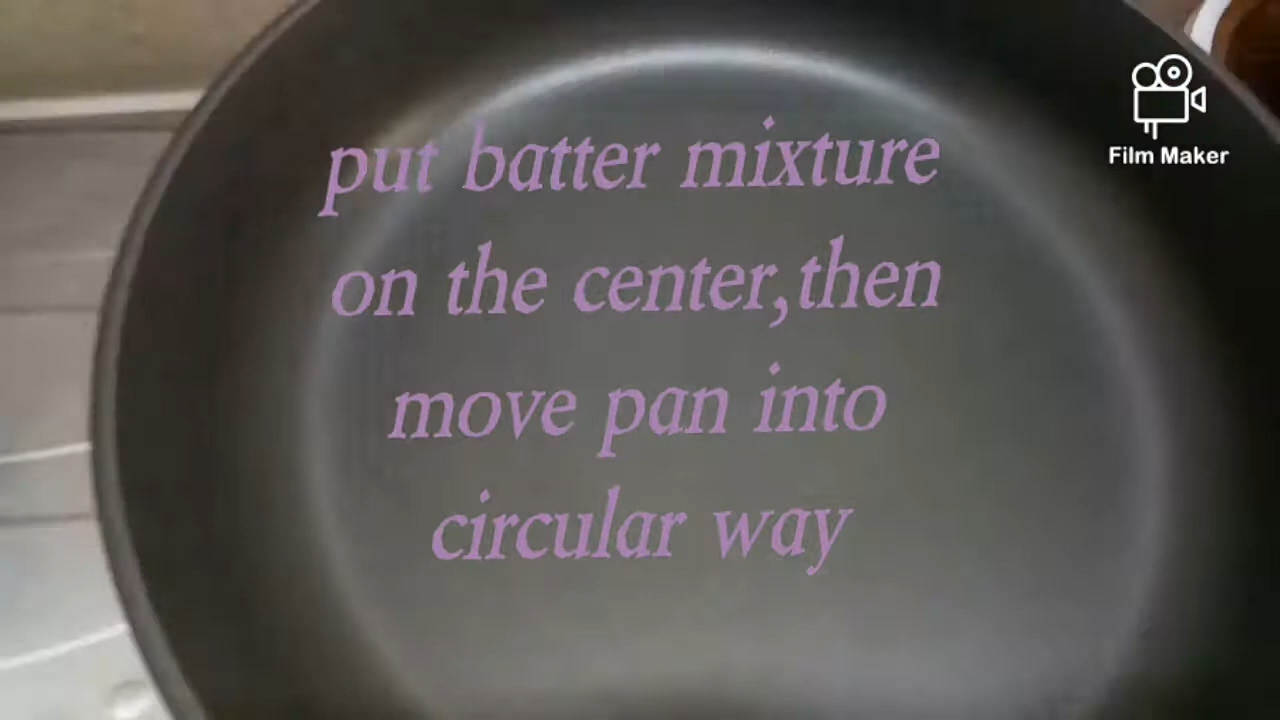 put batter mixture
on the center,then
move pan into
circular way
Film Maker